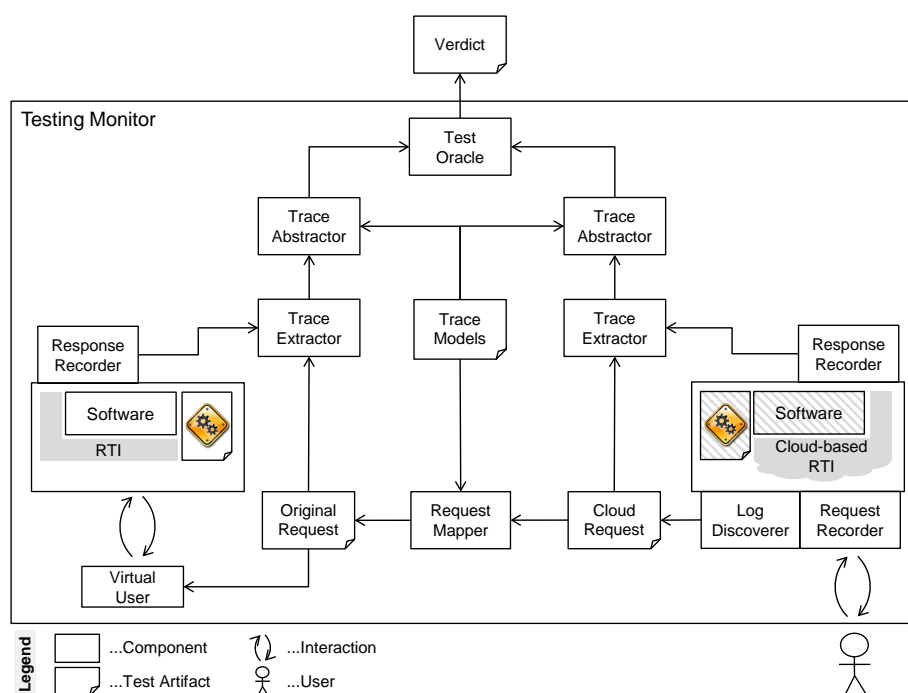 Verdict
Testing Monitor
Test
Oracle
Trace
Abstractor
Trace
Abstractor
Trace
Extractor
Trace
Models
Trace
Extractor
Response
Recorder
Response
Recorder
Software
RTI
Software
Cloud-based
RTI
Original
Request
Request
Mapper
Cloud
Request
Log
Discoverer
Request
Recorder
Virtual
User
Legend
...Component
...Interaction
...Test Artifact
...User